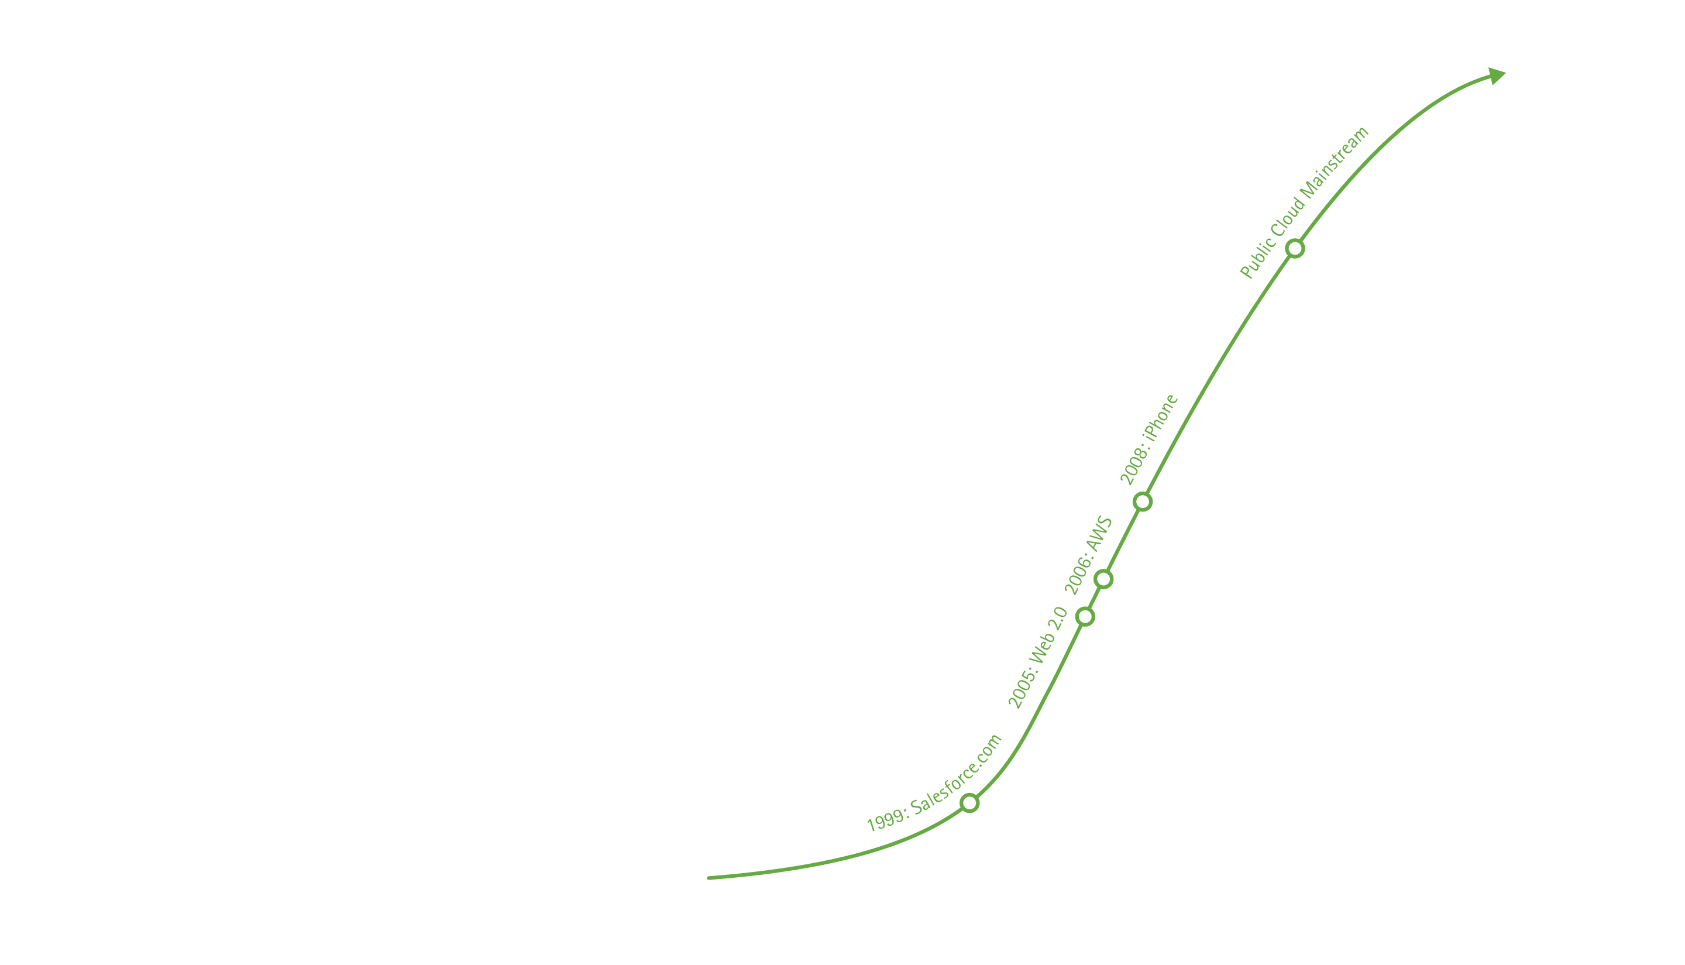 Public Cloud Mainstream
2008: iPhone
2006: AWS
2005: Web 2.0
1999: Salesforce.com